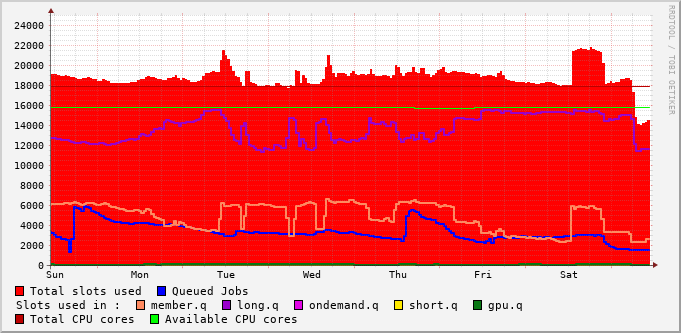 RRDTOOL / TOBI OETIKER
24000
22000
20000
18000
16000
14000
12000
10000
8000
6000
4000
2000
0
Sun Mon Tue Wed Thu Fri Sat
Total slots used Queued Jobs
Slots used in : member.q long.q ondemand.q short.q gpu.q
Total CPU cores Available CPU cores